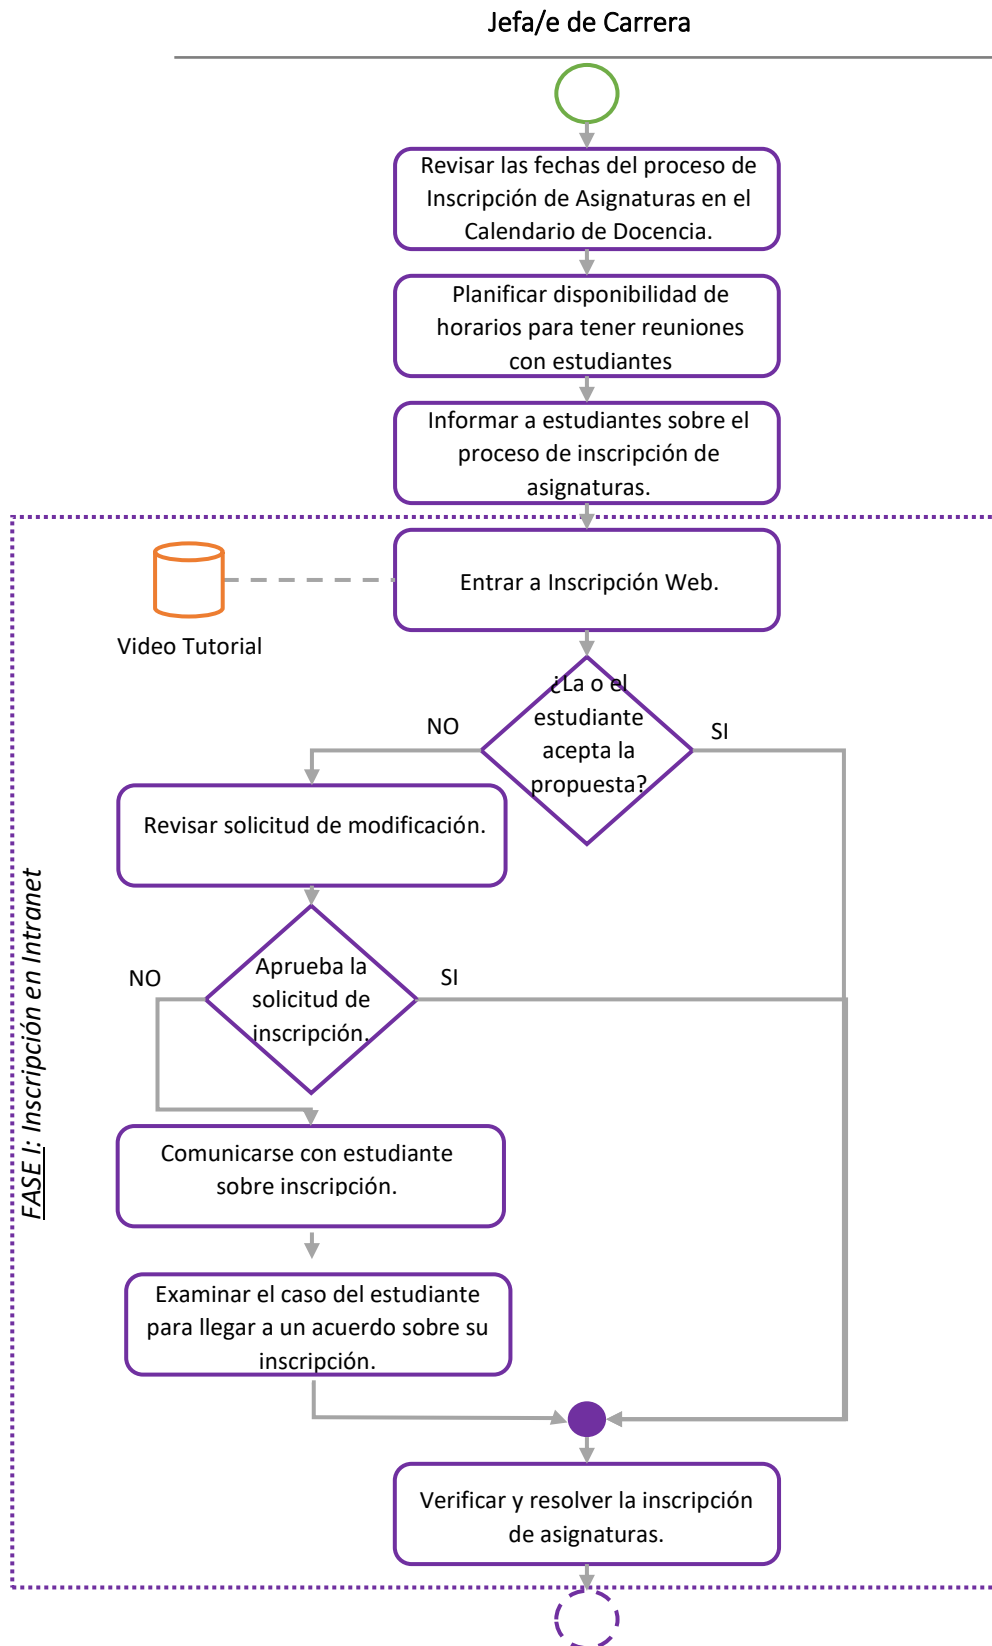 Jefa/e de Carrera
Revisar las fechas del proceso de
Inscripción de Asignaturas en el
Calendario de Docencia.
Planificar disponibilidad de
horarios para tener reuniones
con estudiantes
Informar a estudiantes sobre el
proceso de inscripción de
asignaturas.
Entrar a Inscripción Web.
Video Tutorial
¿La o el
estudiante
acepta la
propuesta?
NO
SI
Revisar solicitud de modificación.
Aprueba la
solicitud de
inscripción.
NO
SI
Comunicarse con estudiante
sobre inscripción.
Examinar el caso del estudiante
para llegar a un acuerdo sobre su
inscripción.
Verificar y resolver la inscripción
de asignaturas.
FASE I: Inscripción en Intranet